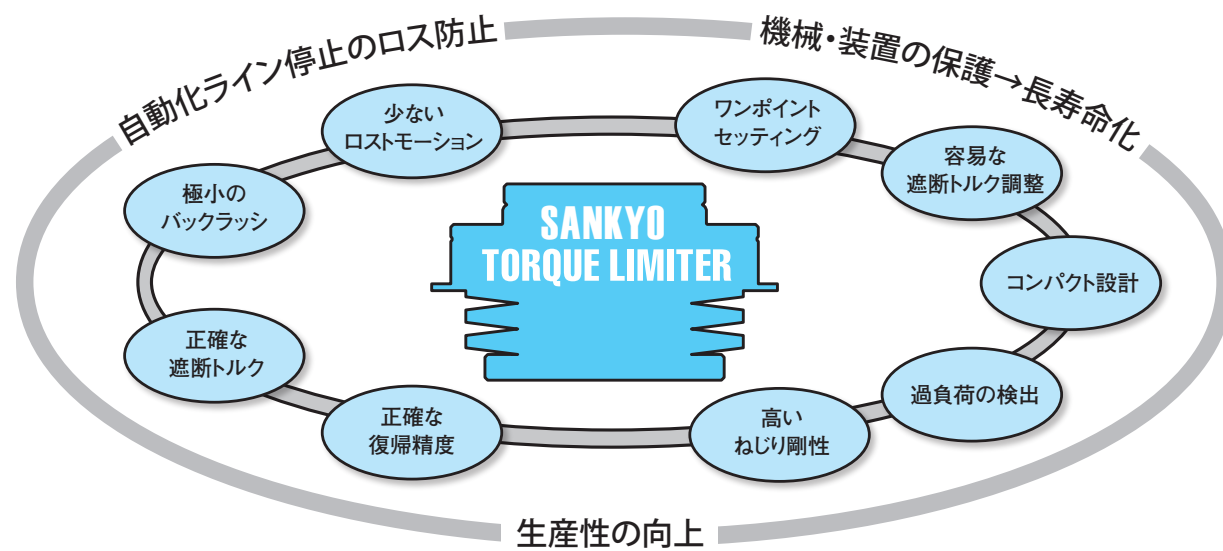 自動化ライン停止のロス防止
機械・装置の保護→長寿命化
少ない
ロストモーション
ワンポイント
セッティング
容易な
遮断トルク調整
極小の
バックラッシ
SANKYO
TORQUE LIMITER
コンパクト設計
正確な
遮断トルク
過負荷の検出
正確な
復帰精度
高い
ねじり剛性
生産性の向上